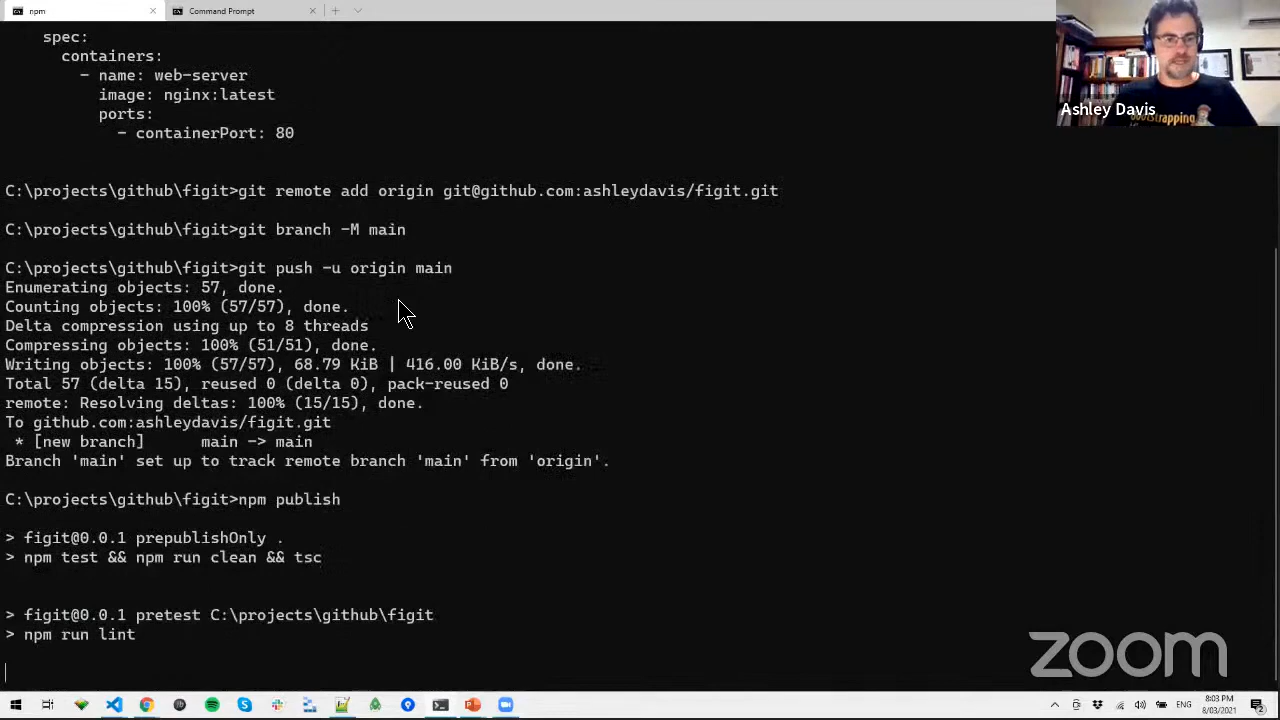 npm
Command Prompt
spec:
containers:
- name: web-server
image: nginx:latest
ports:
- containerPort: 80
C:\projects\github\figit>git remote add origin git@github.com:ashleydavis/figit.git
C:\projects\github\figit>git branch -M main
C:\projects\github\figit>git push -u origin main
Enumerating objects: 57, done.
Counting objects: 100% (57/57), done.
Delta compression using up to 8 threads
Compressing objects: 100% (51/51), done.
Writing objects: 100% (57/57), 68.79 KiB | 416.00 KiB/s, done.
Total 57 (delta 15), reused 0 (delta 0), pack-reused 0
remote: Resolving deltas: 100% (15/15), done.
To github.com:ashleydavis/figit.git
* [new branch]      main -> main
Branch 'main' set up to track remote branch 'main' from 'origin'.
C:\projects\github\figit>npm publish
> figit@0.0.1 prepublishOnly .
> npm test && npm run clean && tsc
> figit@0.0.1 pretest C:\projects\github\figit
> npm run lint
Ashley Davis
zoom
ENG
8:03 PM
8/03/2021
2